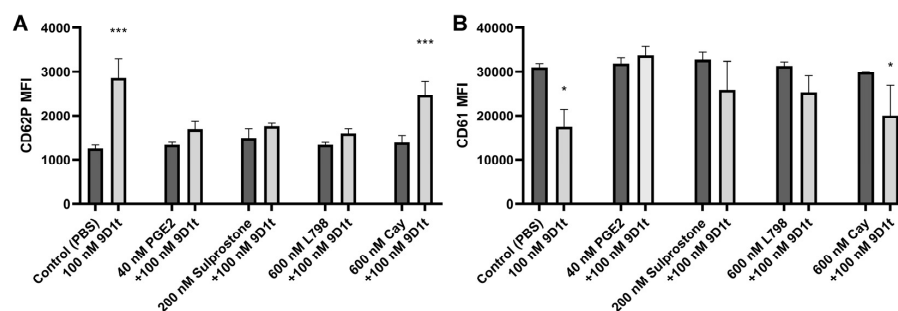 A
CD62P MFI
4000
3000
2000
1000
0
***
***
Control (PBS)
100 nM 9D1t
40 nM PGE2
+100 nM 9D1t
200 nM Sulprostone
+100 nM 9D1t
600 nM L798
+100 nM 9D1t
600 nM Cay
+100 nM 9D1t
B
CD61 MFI
40000
30000
20000
10000
0
*
*
Control (PBS)
100 nM 9D1t
40 nM PGE2
+100 nM 9D1t
200 nM Sulprostone
+100 nM 9D1t
600 nM L798
+100 nM 9D1t
600 nM Cay
+100 nM 9D1t